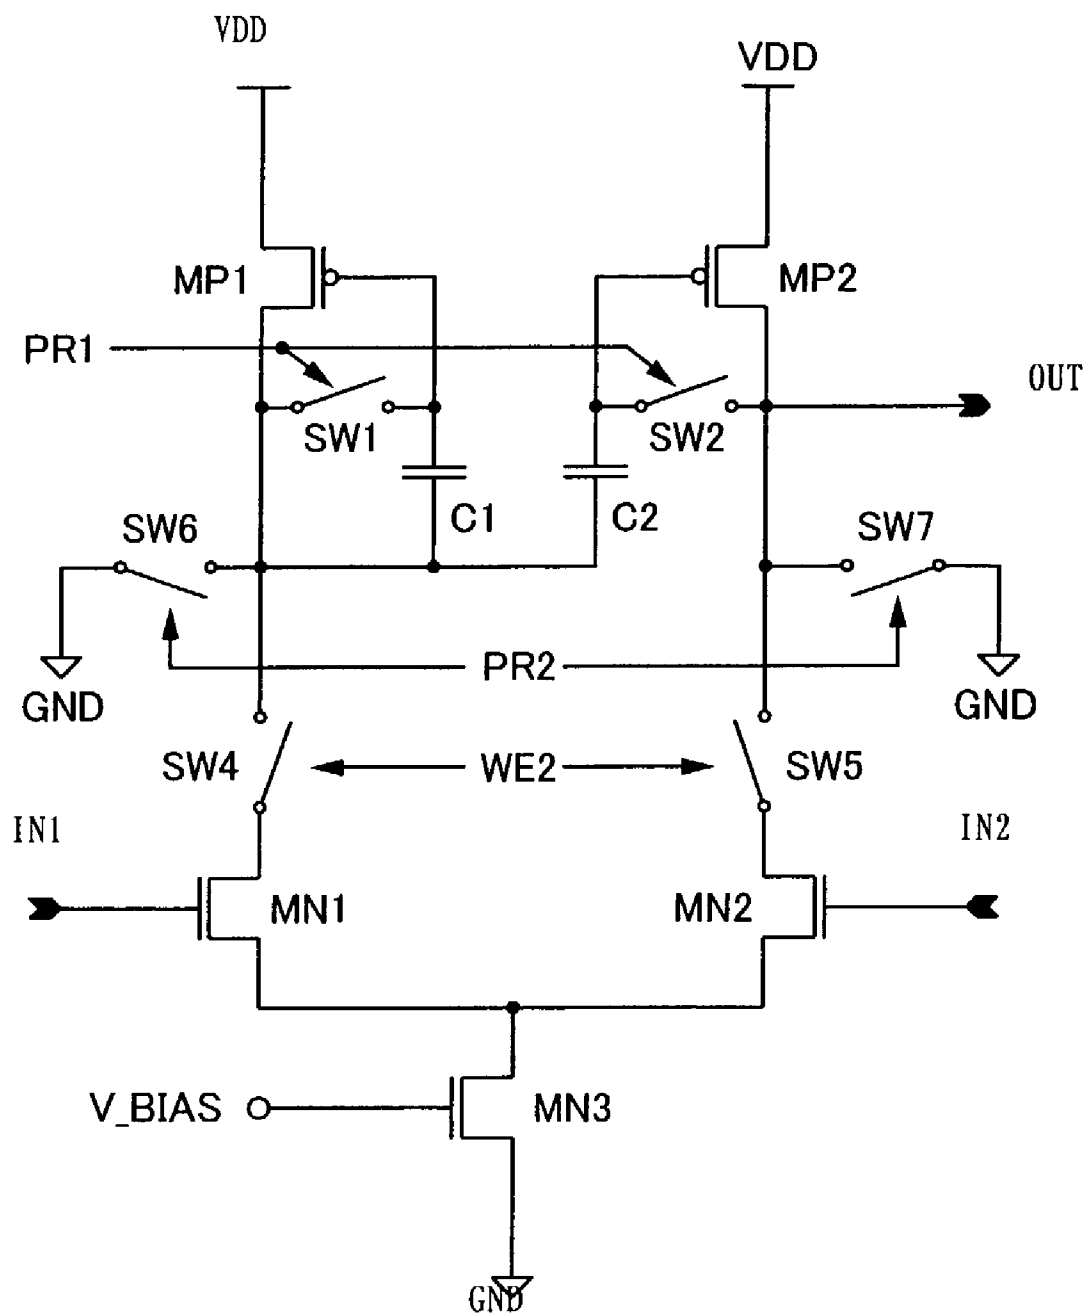 VDD
VDD
MP1
MP2
PR1
OUT
SW1
SW2
C1
C2
SW6
SW7
PR2
GND
GND
SW4
WE2
SW5
IN1
IN2
MN1
MN2
V_BIAS
MN3
GND